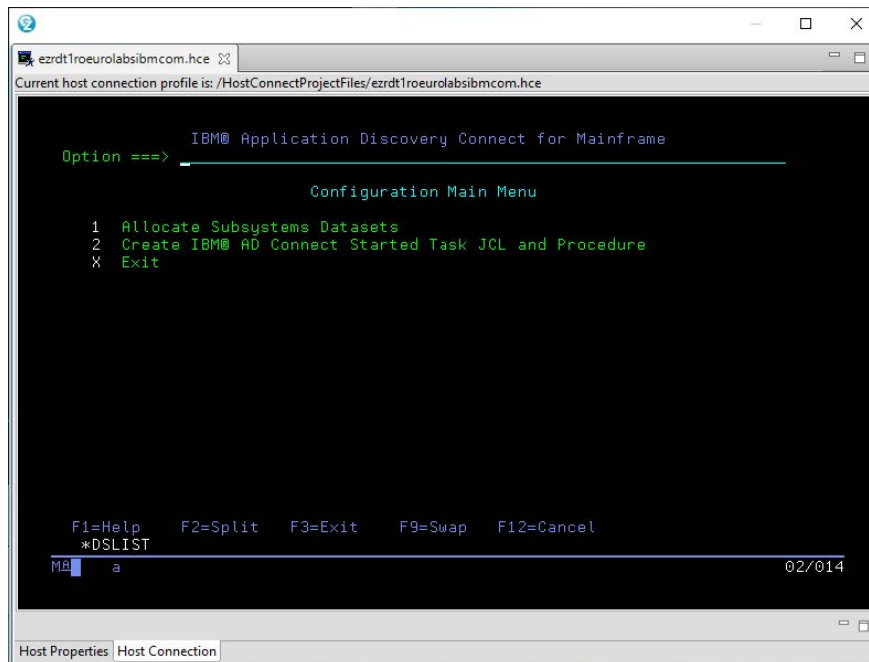 ezrdt1roeurolabsibmcom.hce
Current host connection profile is: /HostConnectProjectFiles/ezrdt1roeurolabsibmcom.hce
IBM® Application Discovery Connect for Mainframe
Option ===>
Configuration Main Menu
1 Allocate Subsystems Datasets
2 Create IBM® AD Connect Started Task JCL and Procedure
X Exit
F1=Help F2=Split F3=Exit F9=Swap F12=Cancel
*DSLIST
MA a 02/014
Host Properties Host Connection